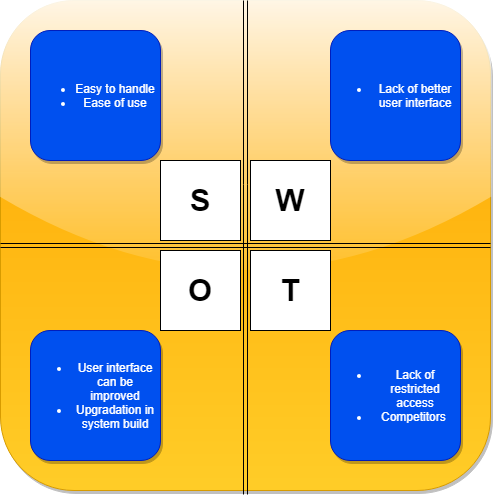 Easy to handle
Ease of use
Lack of better
user interface
S
W
O
T
User interface
can be
improved
Upgradation in
system build
Lack of
restricted
access
Competitors